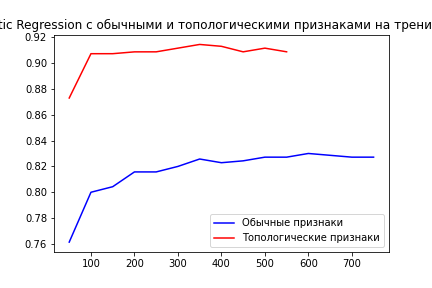 tic Regression с обычными и топологическими признаками на трени
0.92
0.90
0.88
0.86
0.84
0.82
0.80
0.78
0.76
Обычные признаки
Топологические признаки
100 200 300 400 500 600 700